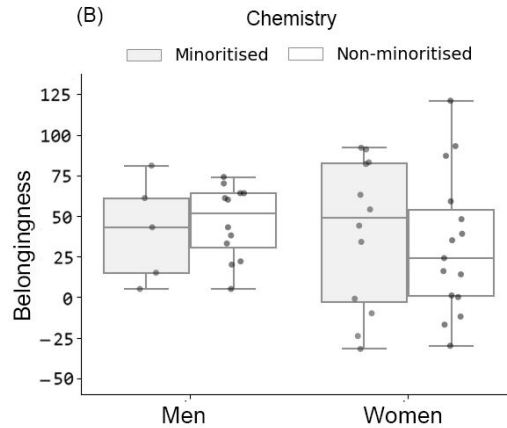 (B)
Chemistry
Minoritised
Non-minoritised
Belongingness
125
100
75
50
25
0
−25
−50
Men
Women